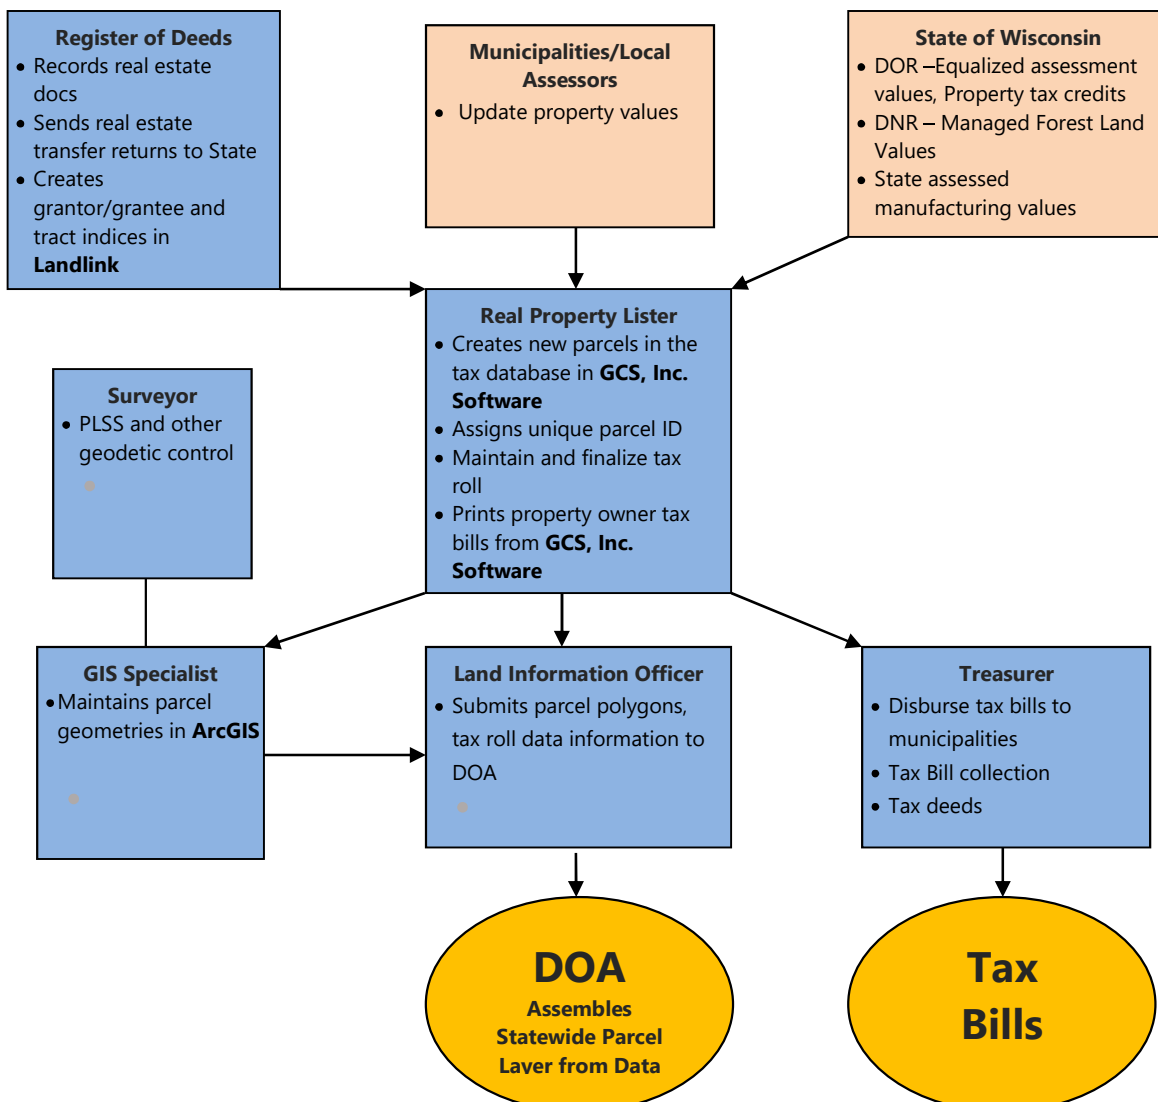 Register of Deeds
• Records real estate
docs
• Sends real estate
transfer returns to State
• Creates
grantor/grantee and
tract indices in
Landlink
Municipalities/Local
Assessors
• Update property values
State of Wisconsin
• DOR –Equalized assessment
values, Property tax credits
• DNR – Managed Forest Land
Values
• State assessed
manufacturing values
Real Property Lister
• Creates new parcels in the
tax database in GCS, Inc.
Software
• Assigns unique parcel ID
• Maintain and finalize tax
roll
• Prints property owner tax
bills from GCS, Inc.
Software
Surveyor
• PLSS and other
geodetic control
GIS Specialist
• Maintains parcel
geometries in ArcGIS
Land Information Officer
• Submits parcel polygons,
tax roll data information to
DOA
Treasurer
• Disburse tax bills to
municipalities
• Tax Bill collection
• Tax deeds
DOA
Assembles
Statewide Parcel
Layer from Data
Tax
Bills